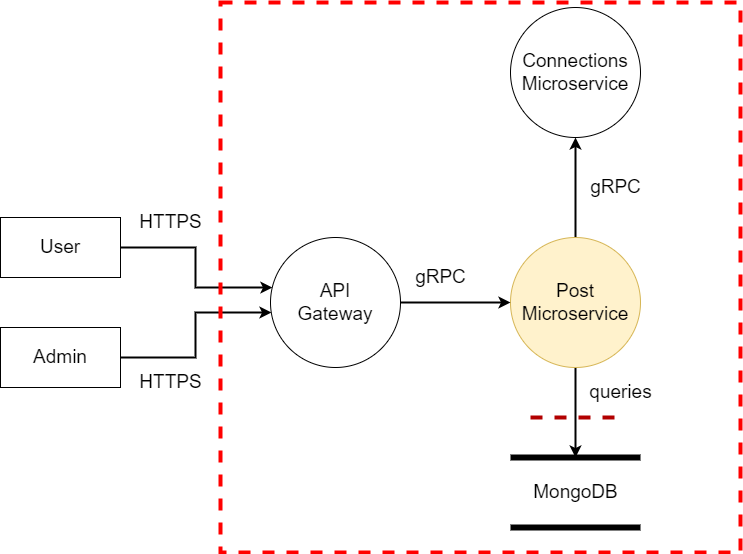 Connections
Microservice
gRPC
HTTPS
User
gRPC
API
Gateway
Post
Microservice
Admin
HTTPS
queries
MongoDB